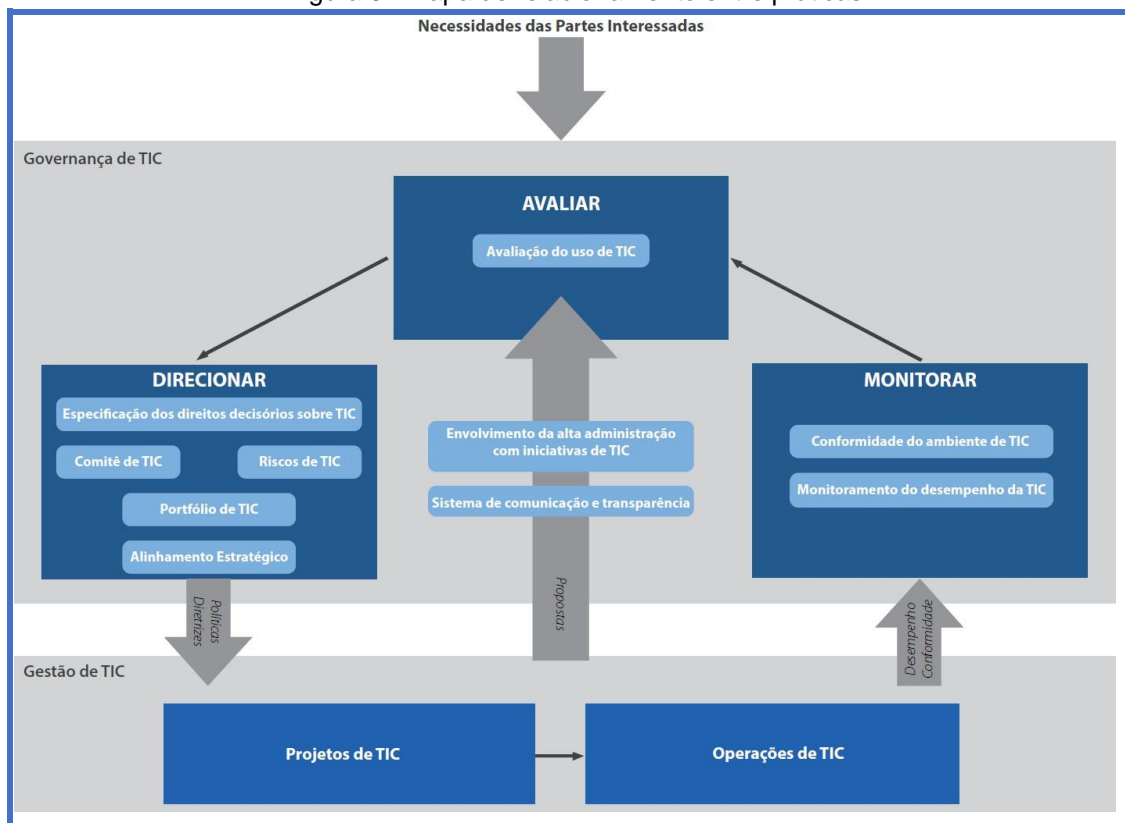 Necessidades das Partes Interessadas
Governança de TIC
AVALIAR
Avaliação do uso de TIC
DIRECIONAR
Especificação dos direitos decisórios sobre TIC
Comitê de TIC
Riscos de TIC
Portfólio de TIC
Alinhamento Estratégico
Envolvimento da alta administração
com iniciativas de TIC
Sistema de comunicação e transparência
MONITORAR
Conformidade do ambiente de TIC
Monitoramento do desempenho da TIC
Políticas
Diretrizes
Propostas
Desempenho
Conformidade
Gestão de TIC
Projetos de TIC
Operações de TIC